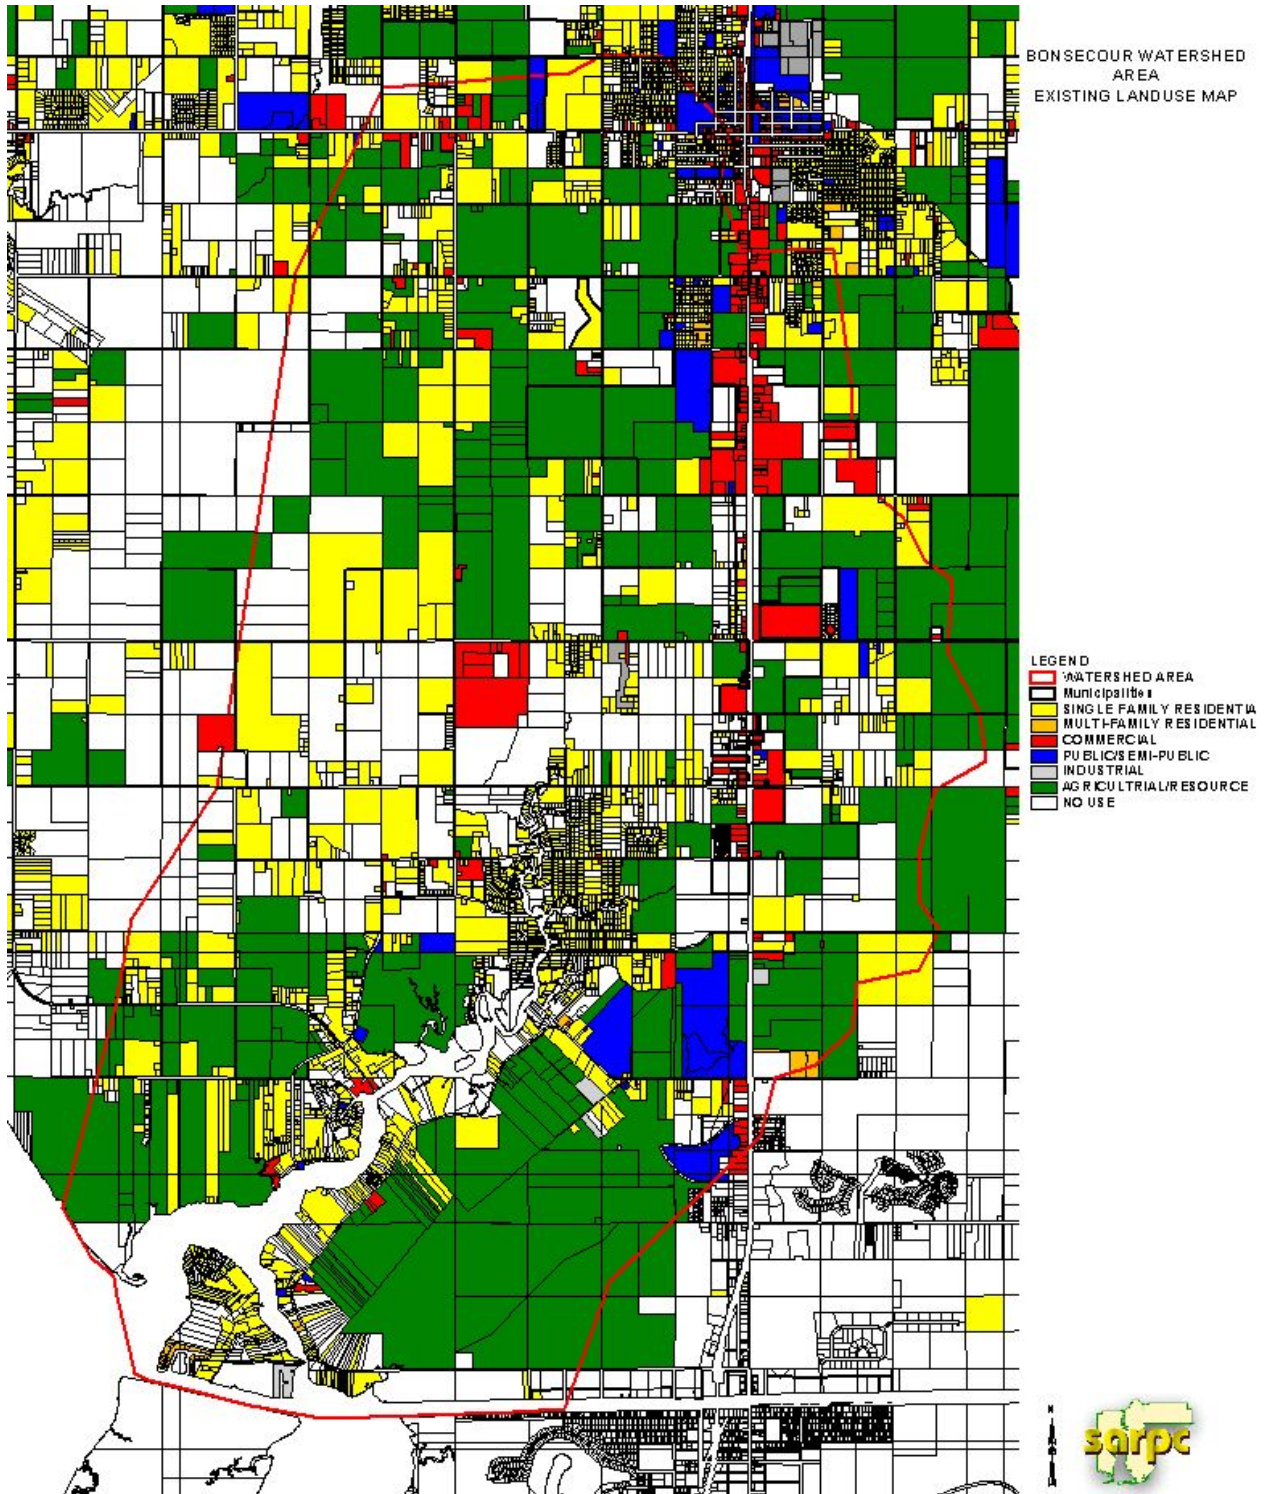 BONSECOUR WATERSHED
AREA
EXISTING LANDUSE MAP
LEGEND
WATERSHED AREA
Municipalities
SINGLE FAMILY RESIDENTIA
MULTI-FAMILY RESIDENTIAL
COMMERCIAL
PUBLIC/SEMI-PUBLIC
INDUSTRIAL
AGRICULTRIAL/RESOURCE
NO USE
sarpc